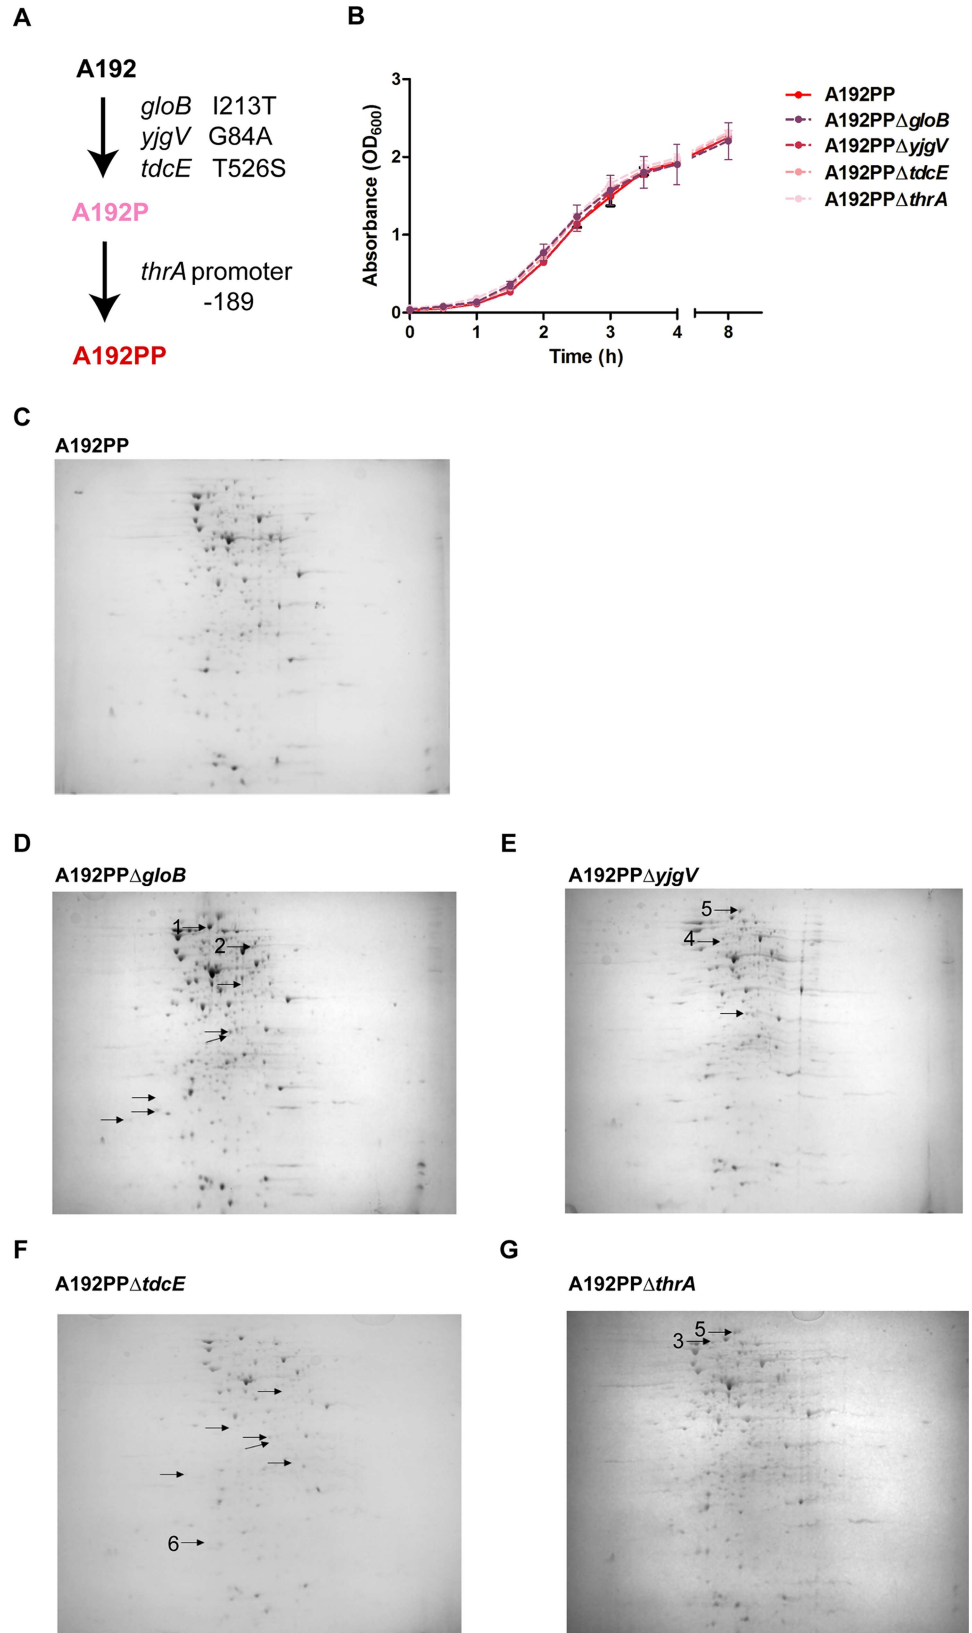 A
A192
gloB I213T
yjgV G84A
tdcE T526S
A192P
thrA promoter
-189
A192PP
B
Absorbance (OD600)
3
2
1
0
0 1 2 3 4 8
Time (h)
A192PP
A192PPΔgloB
A192PPΔyjgV
A192PPΔtdcE
A192PPΔthrA
C
A192PP
D
A192PPΔgloB
1
2
E
A192PPΔyjgV
5
4
F
A192PPΔtdcE
6
G
A192PPΔthrA
5
3